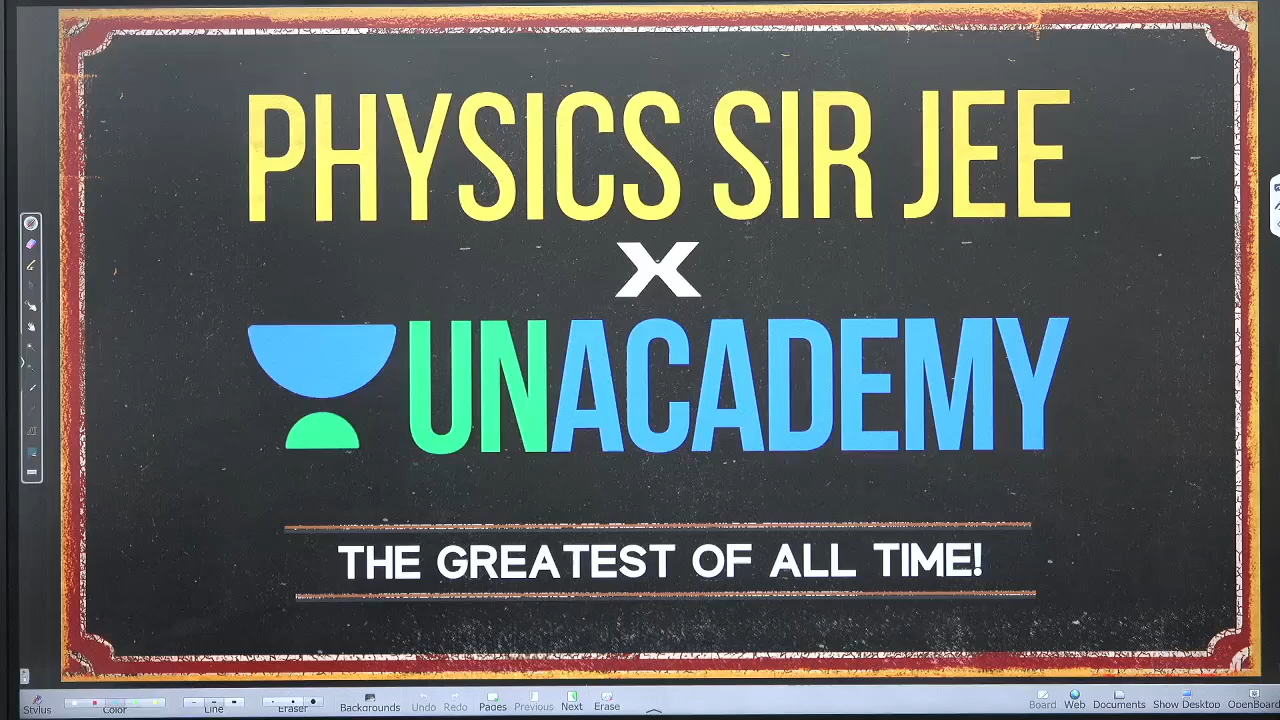 PHYSICS SIR JEE
X
UNACADEMY
THE GREATEST OF ALL TIME!
Stylus
Color
Line
Eraser
Backgrounds
Undo
Redo
Pages
Previous
Next
Erase
Board
Web
Documents
Show Desktop
OpenBoard